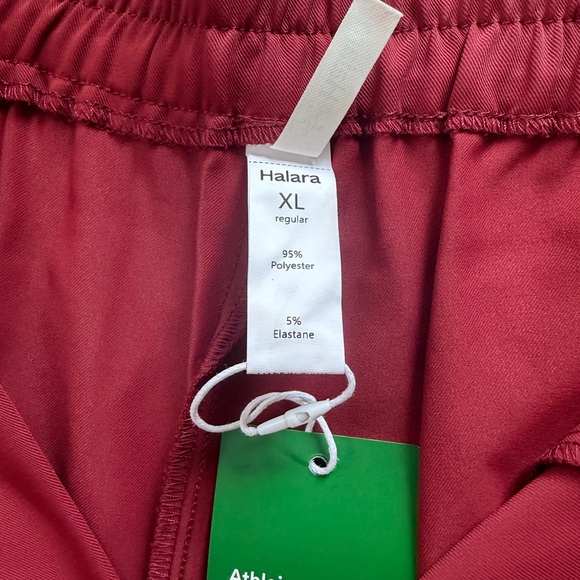 Halara
XL
regular
95%
Polyester
5%
Elastane